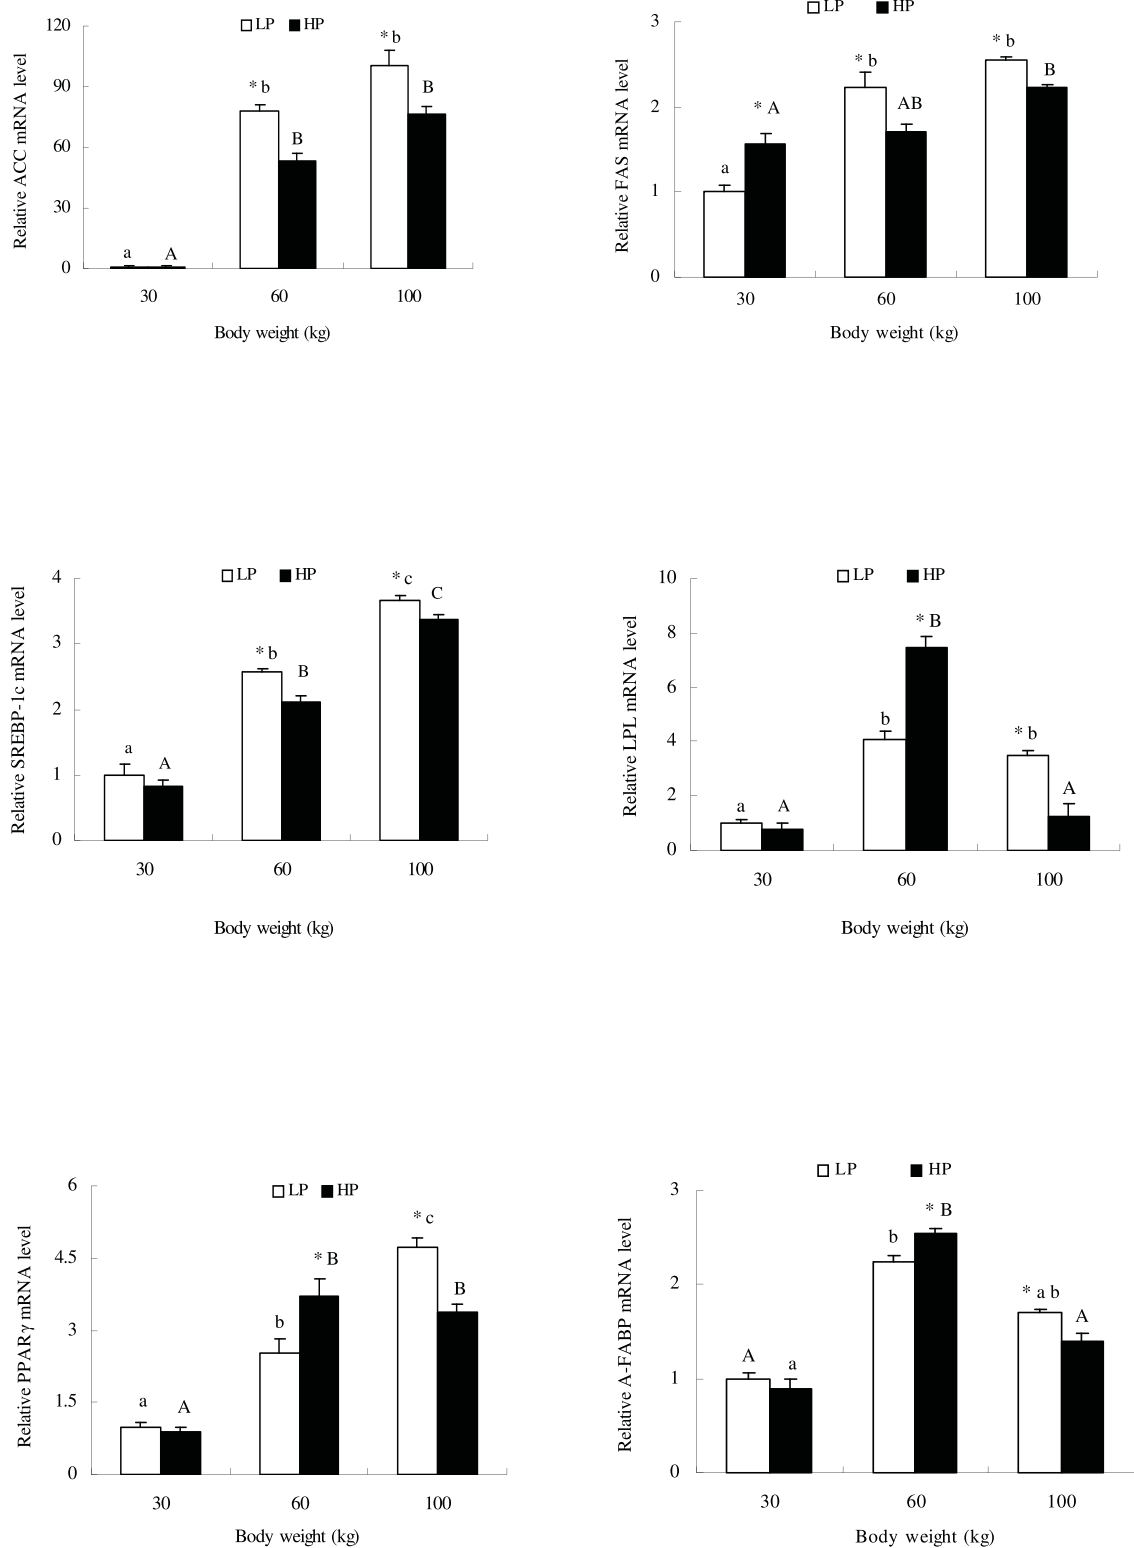 LP HP
120
90
60
30
0
Relative ACC mRNA level
a A
* b B
* b B
30 60 100
Body weight (kg)
LP HP
3
2
1
0
Relative FAS mRNA level
a * A
* b AB
* b B
30 60 100
Body weight (kg)
LP HP
4
3
2
1
0
Relative SREBP-1c mRNA level
a A
* b B
* c C
30 60 100
Body weight (kg)
LP HP
10
8
6
4
2
0
Relative LPL mRNA level
a A
b * B
* b A
30 60 100
Body weight (kg)
LP HP
6
4.5
3
1.5
0
Relative PPARγ mRNA level
a A
b * B
* c B
30 60 100
Body weight (kg)
LP HP
3
2
1
0
Relative A-FABP mRNA level
A a
b * B
* a b A
30 60 100
Body weight (kg)